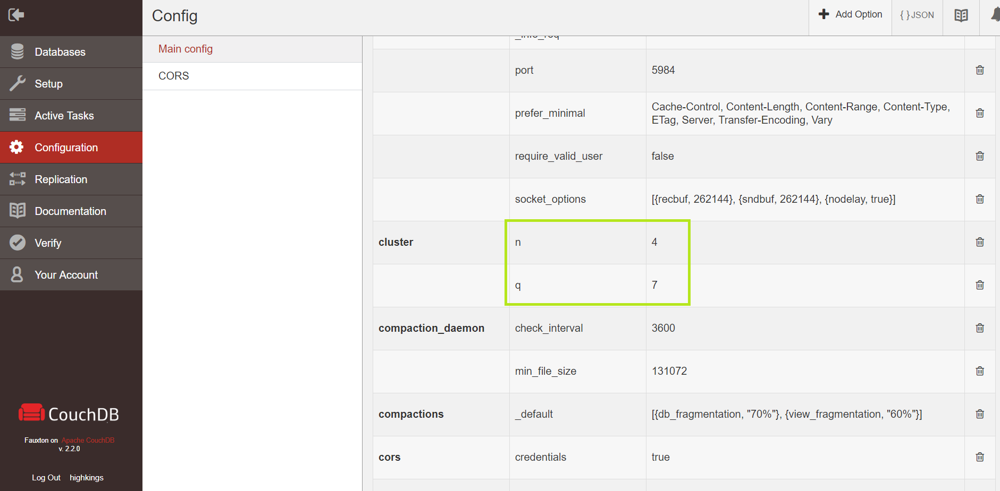 Config
Add Option
{ } JSON
Databases
Setup
Active Tasks
Configuration
Replication
Documentation
Verify
Your Account
CouchDB
Fauxton on Apache CouchDB
v. 2.2.0
Log Out highkings
Main config
CORS
port 5984
prefer_minimal Cache-Control, Content-Length, Content-Range, Content-Type,
ETag, Server, Transfer-Encoding, Vary
require_valid_user false
socket_options [{recbuf, 262144}, {sndbuf, 262144}, {nodelay, true}]
cluster n 4
q 7
compaction_daemon check_interval 3600
min_file_size 131072
compactions _default [{db_fragmentation, "70%"}, {view_fragmentation, "60%"}]
cors credentials true